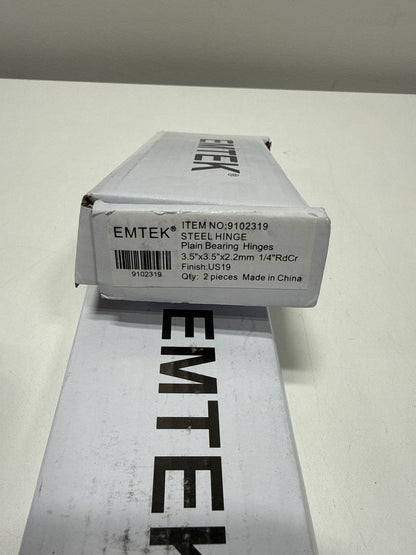 EMTEK®
EMTEK®
9102319
ITEM NO:9102319
STEEL HINGE
Plain Bearing Hinges
3.5"x3.5"x2.2mm 1/4"RdCr
Finish:US19
Qty: 2 pieces Made in China
EMTEK